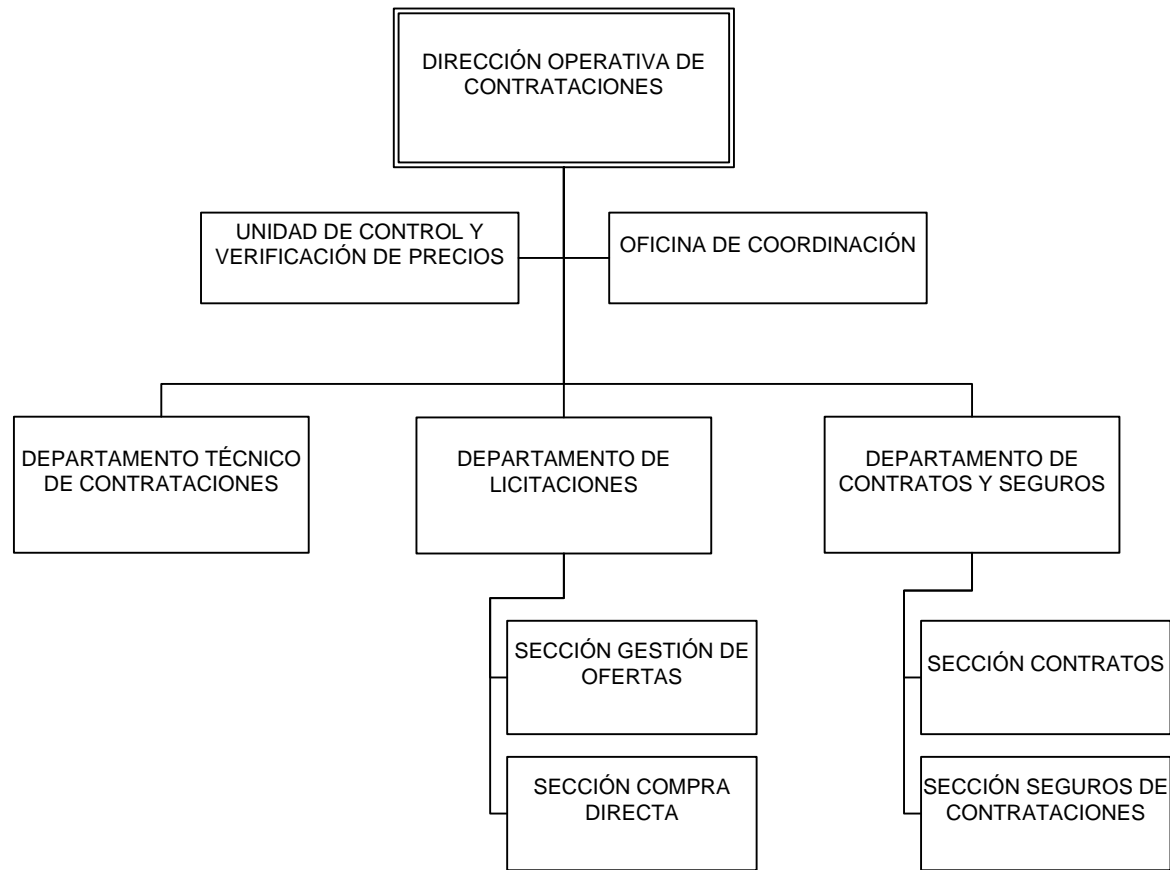 DIRECCIÓN OPERATIVA DE
CONTRATACIONES
UNIDAD DE CONTROL Y
VERIFICACIÓN DE PRECIOS
OFICINA DE COORDINACIÓN
DEPARTAMENTO TÉCNICO
DE CONTRATACIONES
DEPARTAMENTO DE
LICITACIONES
DEPARTAMENTO DE
CONTRATOS Y SEGUROS
SECCIÓN GESTIÓN DE
OFERTAS
SECCIÓN COMPRA
DIRECTA
SECCIÓN CONTRATOS
SECCIÓN SEGUROS DE
CONTRATACIONES